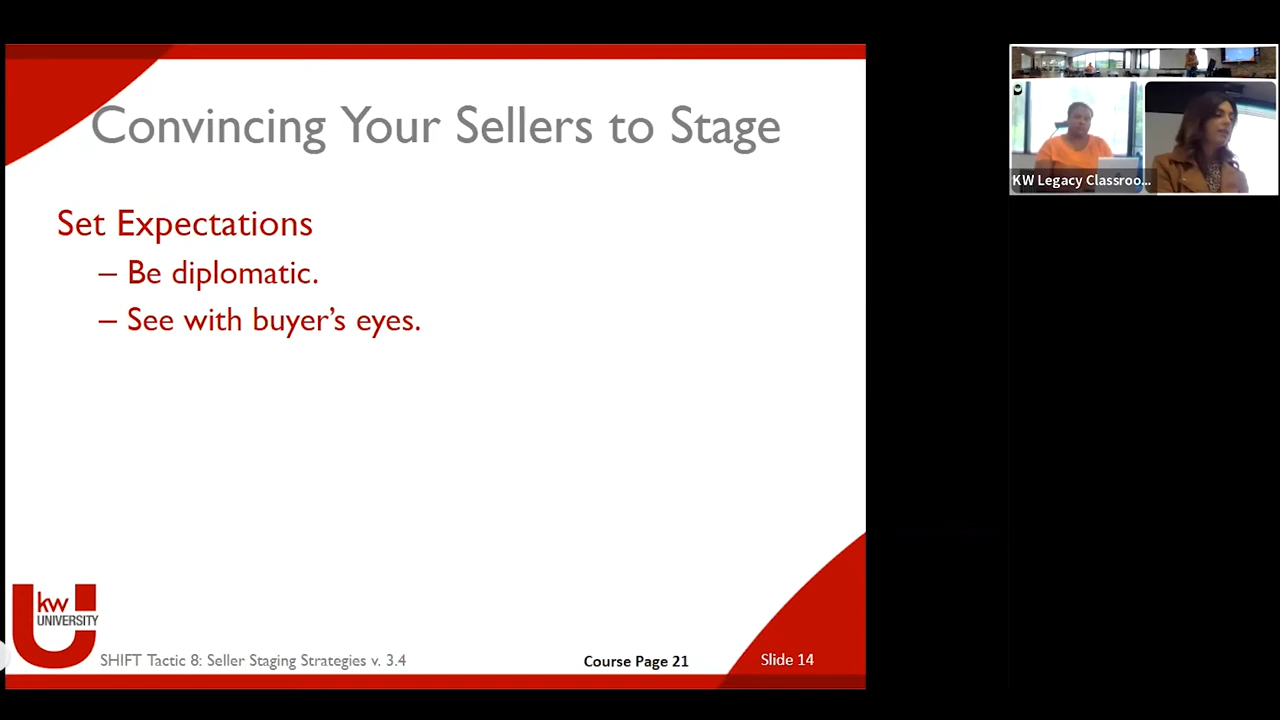 Convincing Your Sellers to Stage
Set Expectations
– Be diplomatic.
– See with buyer’s eyes.
kw
UNIVERSITY
SHIFT Tactic 8: Seller Staging Strategies v. 3.4
Course Page 21
Slide 14
KW Legacy Classroo...